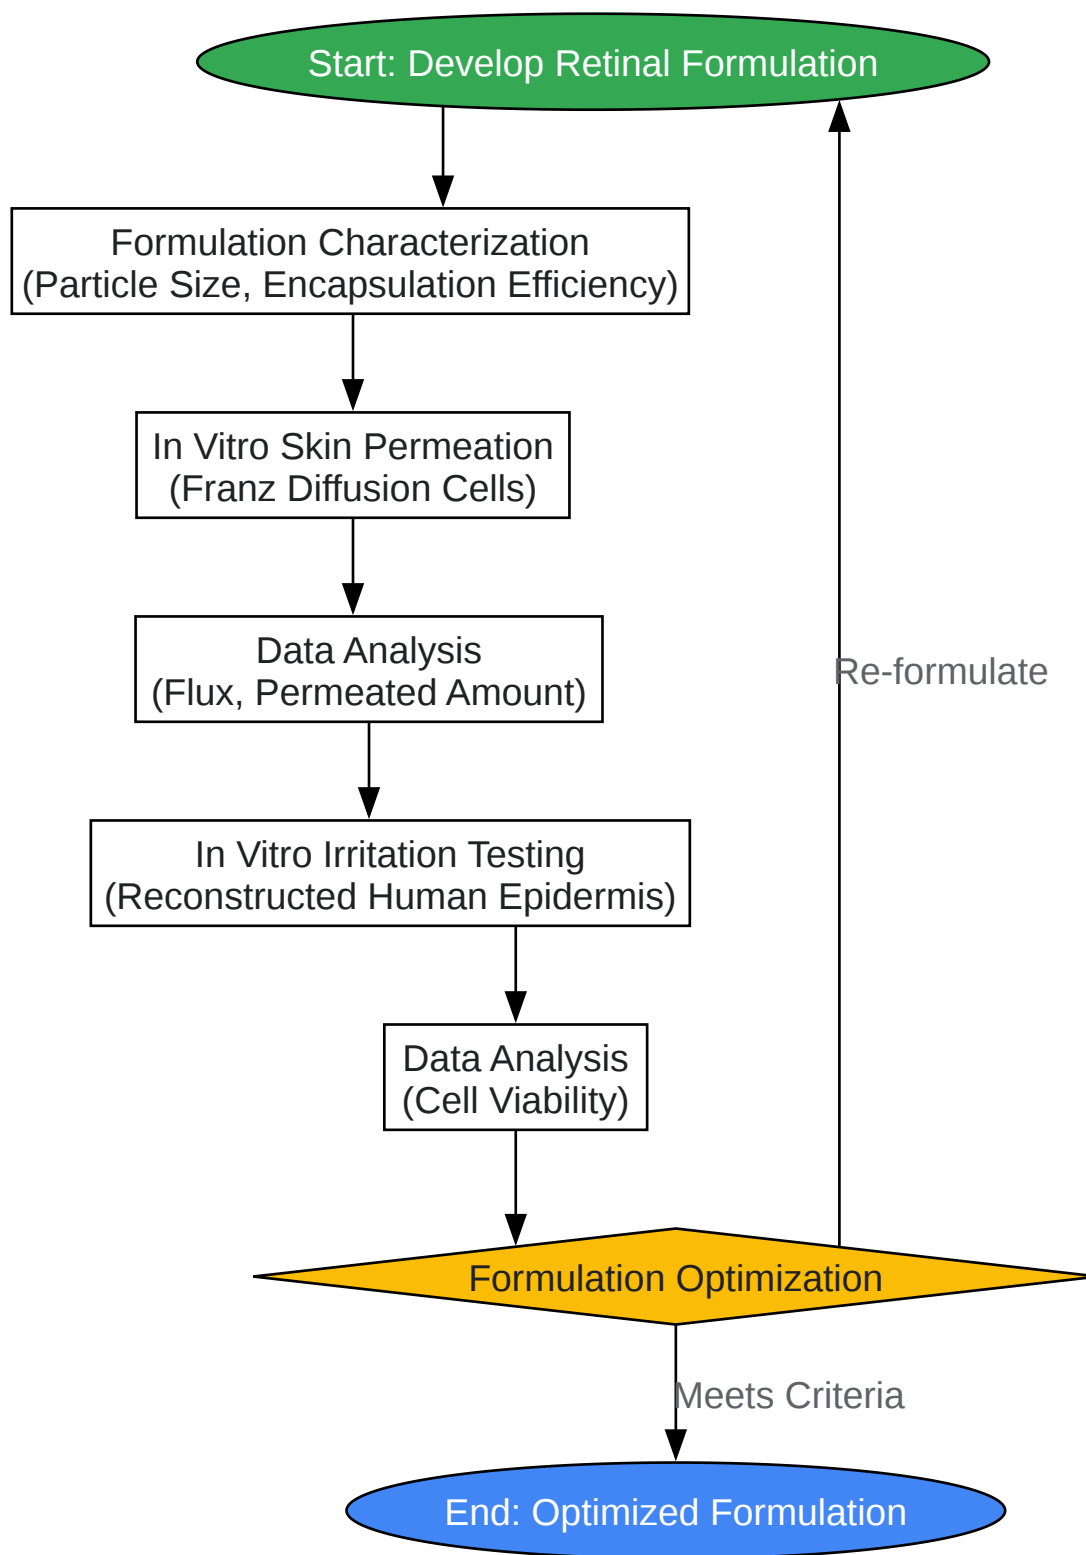 Start: Develop Retinal Formulation
Formulation Characterization
(Particle Size, Encapsulation Efficiency)
In Vitro Skin Permeation
(Franz Diffusion Cells)
Data Analysis
(Flux, Permeated Amount)
Re-formulate
In Vitro Irritation Testing
(Reconstructed Human Epidermis)
Data Analysis
(Cell Viability)
Formulation Optimization
Meets Criteria
End: Optimized Formulation